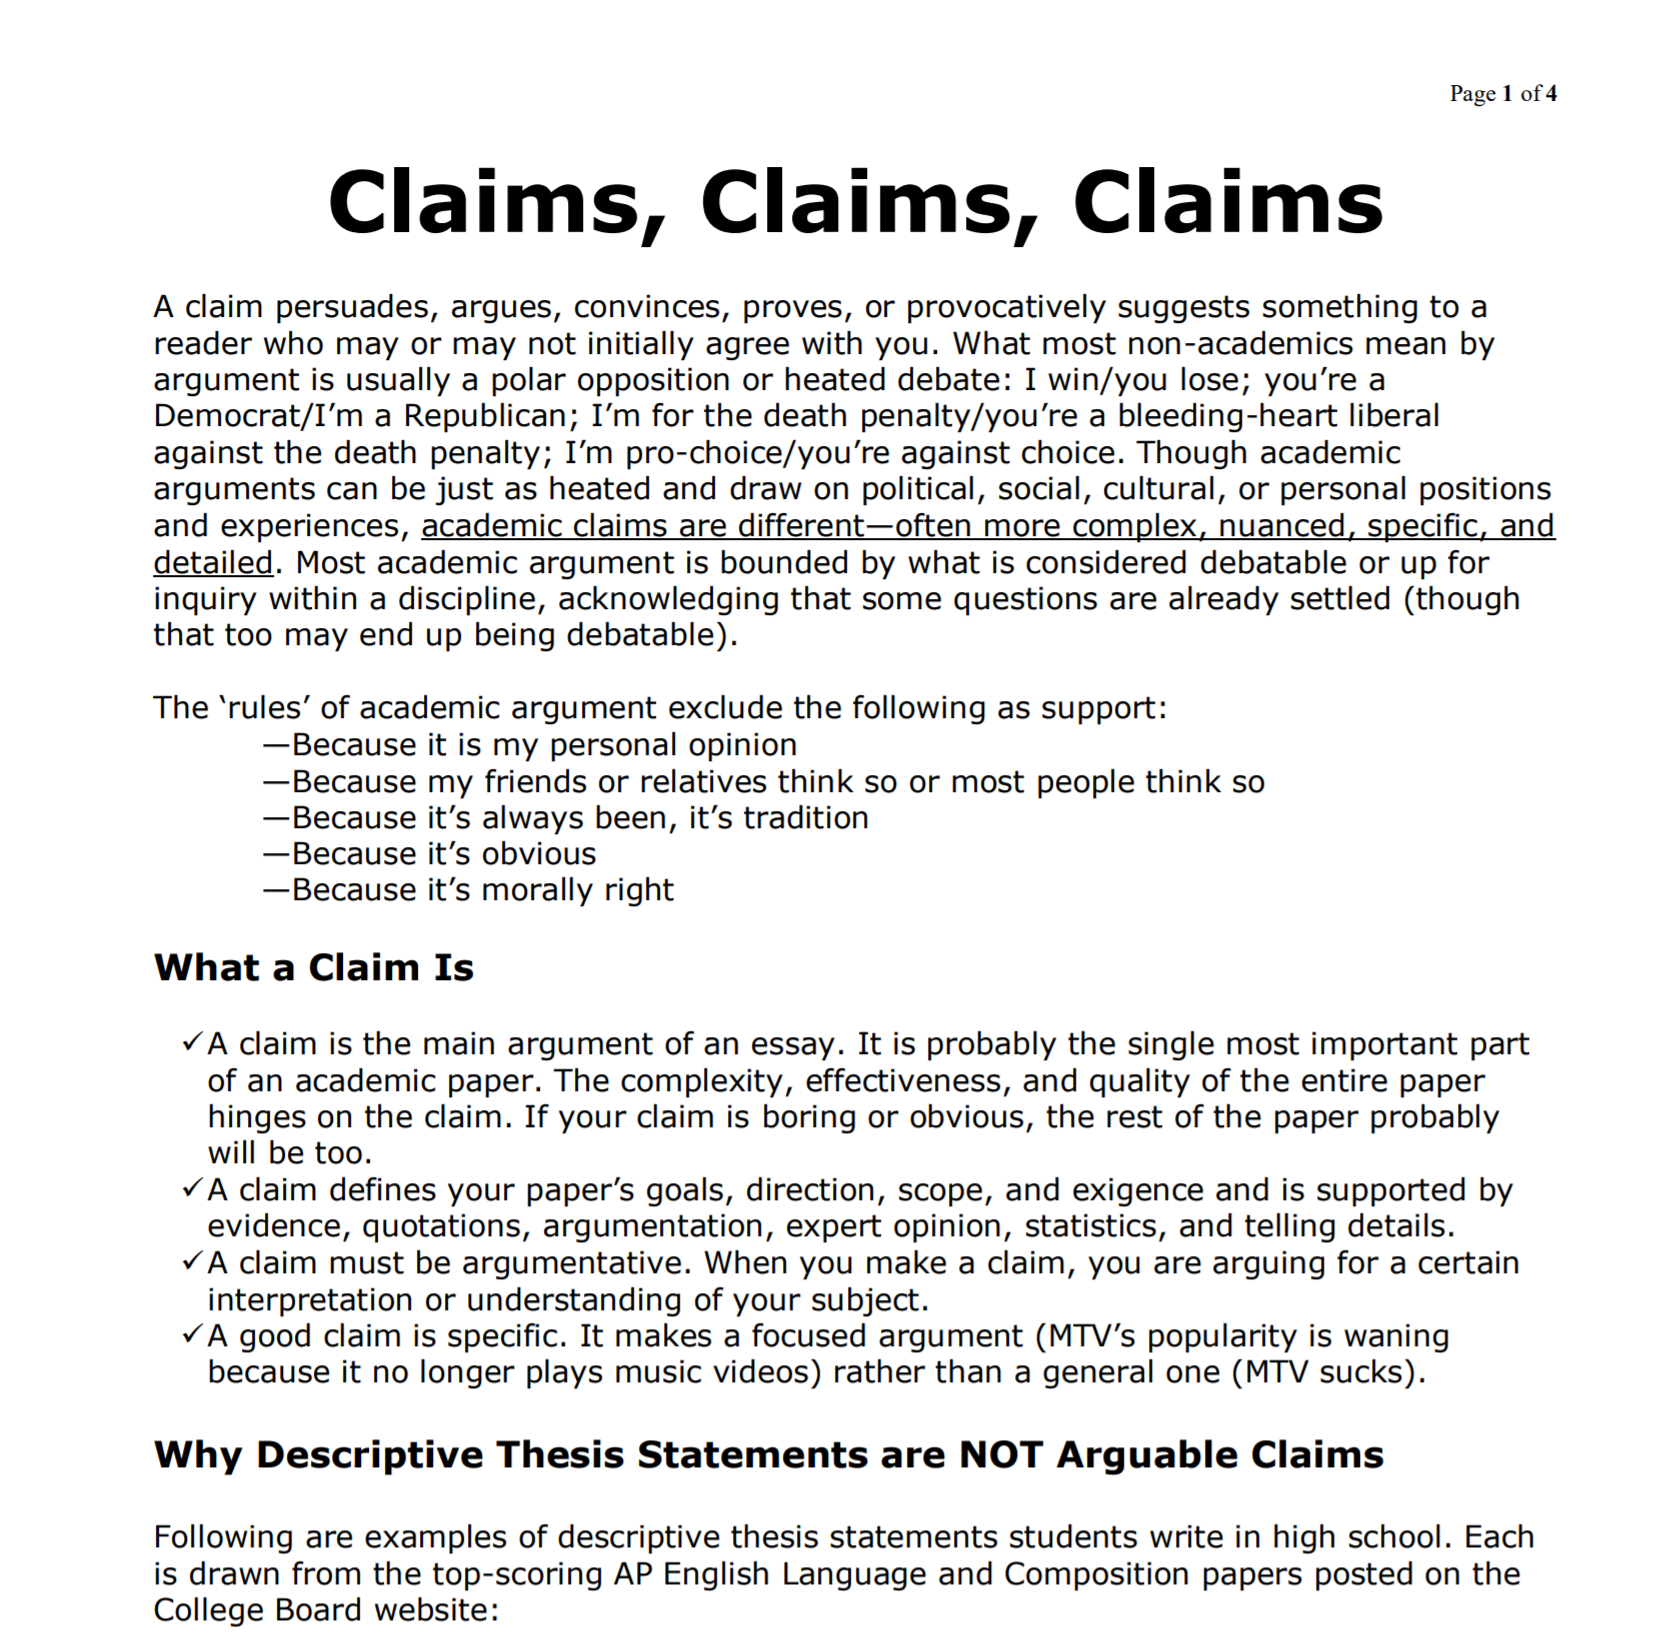 Page 1 of 4
Claims, Claims, Claims
A claim persuades, argues, convinces, proves, or provocatively suggests something to a
reader who may or may not initially agree with you. What most non-academics mean by
argument is usually a polar opposition or heated debate: I win/you lose; you’re a
Democrat/I’m a Republican; I’m for the death penalty/you’re a bleeding-heart liberal
against the death penalty; I’m pro-choice/you’re against choice. Though academic
arguments can be just as heated and draw on political, social, cultural, or personal positions
and experiences, academic claims are different—often more complex, nuanced, specific, and
detailed. Most academic argument is bounded by what is considered debatable or up for
inquiry within a discipline, acknowledging that some questions are already settled (though
that too may end up being debatable).
The ‘rules’ of academic argument exclude the following as support:
—Because it is my personal opinion
—Because my friends or relatives think so or most people think so
—Because it’s always been, it’s tradition
—Because it’s obvious
—Because it’s morally right
What a Claim Is
✓A claim is the main argument of an essay. It is probably the single most important part
of an academic paper. The complexity, effectiveness, and quality of the entire paper
hinges on the claim. If your claim is boring or obvious, the rest of the paper probably
will be too.
✓A claim defines your paper’s goals, direction, scope, and exigence and is supported by
evidence, quotations, argumentation, expert opinion, statistics, and telling details.
✓A claim must be argumentative. When you make a claim, you are arguing for a certain
interpretation or understanding of your subject.
✓A good claim is specific. It makes a focused argument (MTV’s popularity is waning
because it no longer plays music videos) rather than a general one (MTV sucks).
Why Descriptive Thesis Statements are NOT Arguable Claims
Following are examples of descriptive thesis statements students write in high school. Each
is drawn from the top-scoring AP English Language and Composition papers posted on the
College Board website: